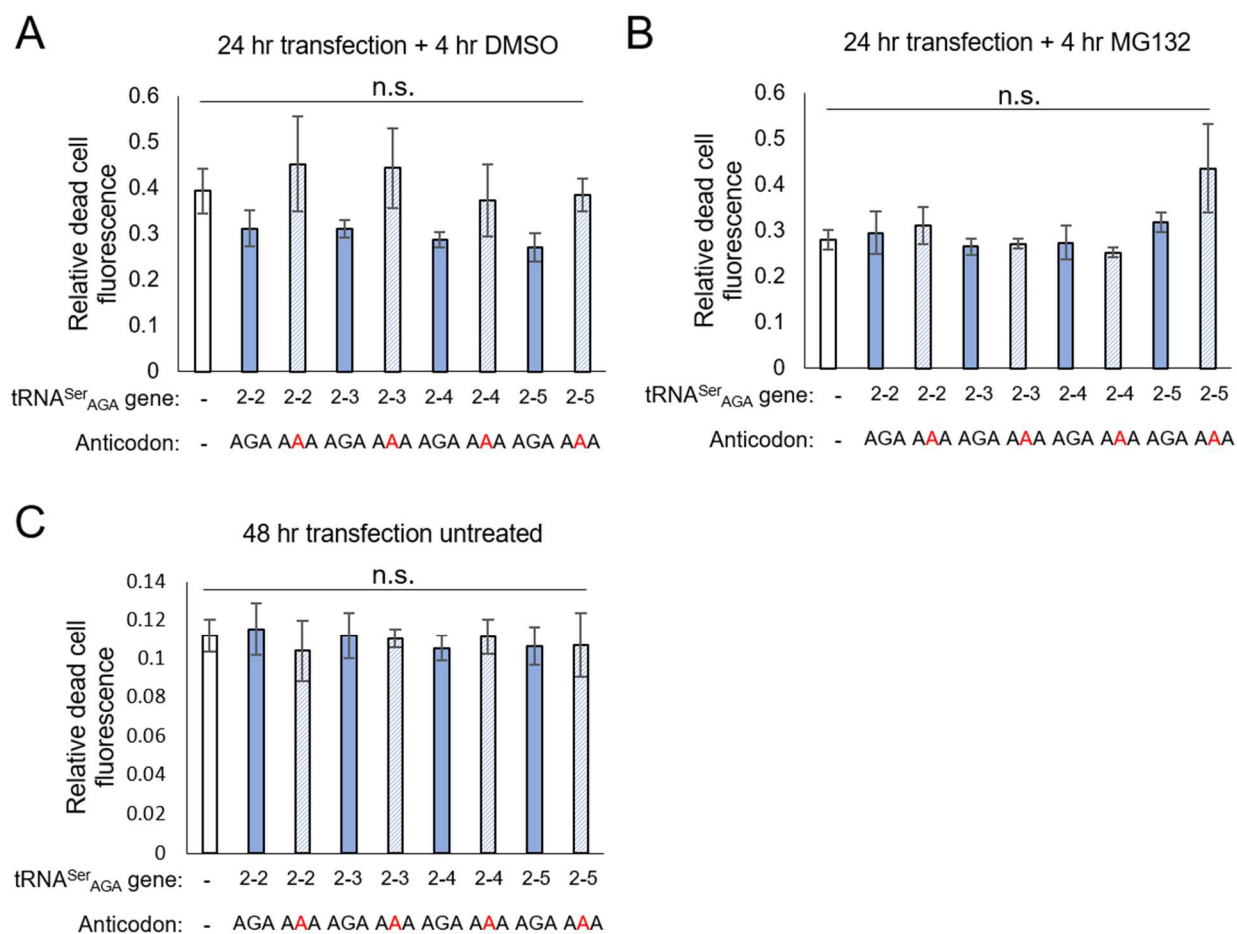 A
24 hr transfection + 4 hr DMSO
n.s.
Relative dead cell
fluorescence
0.6
0.5
0.4
0.3
0.2
0.1
0
tRNA^Ser_AGA gene: - 2-2 2-2 2-3 2-3 2-4 2-4 2-5 2-5
Anticodon: - AGA AAA AGA AAA AGA AAA AGA AAA
B
24 hr transfection + 4 hr MG132
n.s.
Relative dead cell
fluorescence
0.6
0.5
0.4
0.3
0.2
0.1
0
tRNA^Ser_AGA gene: - 2-2 2-2 2-3 2-3 2-4 2-4 2-5 2-5
Anticodon: - AGA AAA AGA AAA AGA AAA AGA AAA
C
48 hr transfection untreated
n.s.
Relative dead cell
fluorescence
0.14
0.12
0.1
0.08
0.06
0.04
0.02
0
tRNA^Ser_AGA gene: - 2-2 2-2 2-3 2-3 2-4 2-4 2-5 2-5
Anticodon: - AGA AAA AGA AAA AGA AAA AGA AAA